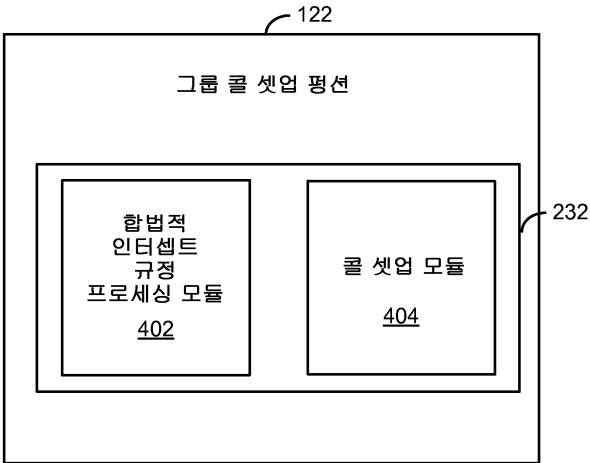 122
그룹 콜 셋업 펑션
232
합법적
인터셉트
규정
프로세싱 모듈
402
콜 셋업 모듈
404